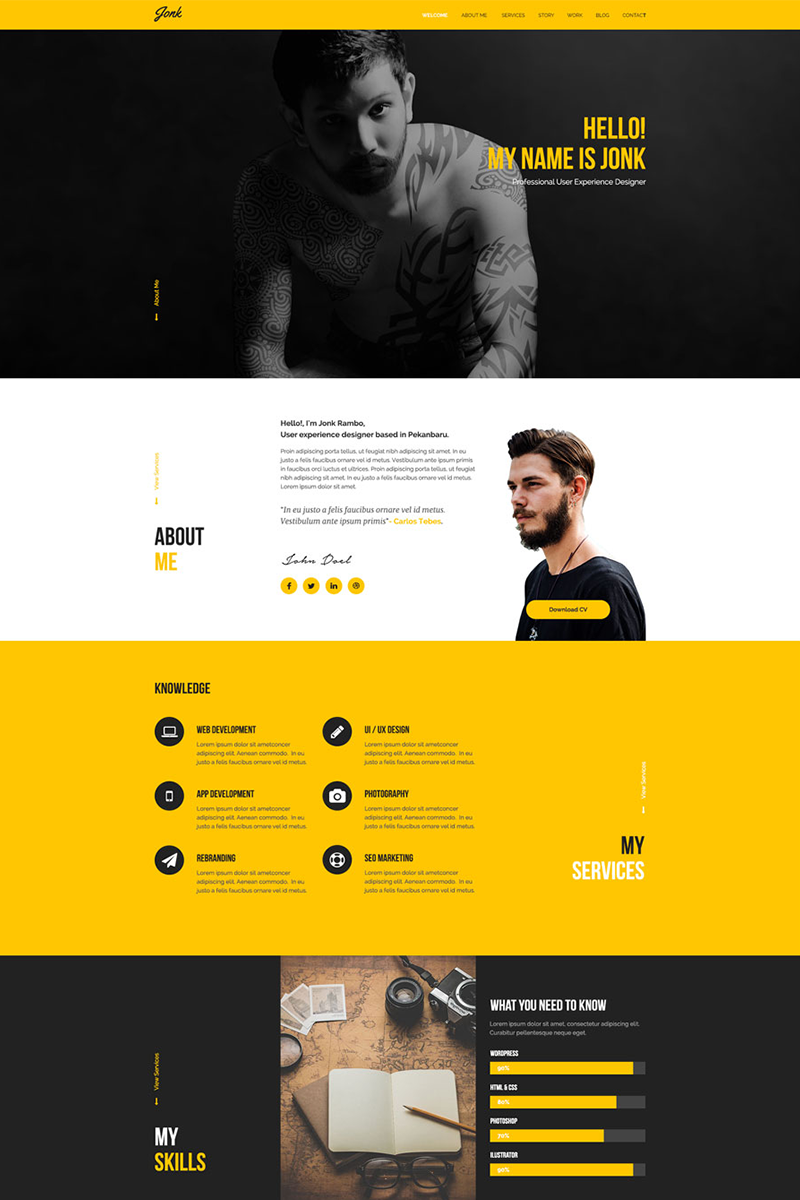 Jonk
WELCOME ABOUT ME SERVICES STORY WORK BLOG CONTACT
HELLO!
MY NAME IS JONK
Professional User Experience Designer
About Me
Hello!, I'm Jonk Rambo,
User experience designer based in Pekanbaru.
Proin adipiscing porta tellus, ut feugiat nibh adipiscing sit amet. In eu
justo a felis faucibus ornare vel id metus. Vestibulum ante ipsum primis
in faucibus orci luctus et ultrices. Proin adipiscing porta tellus, ut feugiat
nibh adipiscing sit amet. In eu justo a felis faucibus ornare vel id metus.
Lorem ipsum dolor sit amet.
"In eu justo a felis faucibus ornare vel id metus.
Vestibulum ante ipsum primis"- Carlos Tebes.
John Doel
View Services
ABOUT
ME
Download CV
KNOWLEDGE
WEB DEVELOPMENT
Lorem ipsum dolor sit ametconcer
adipiscing elit. Aenean commodo. In eu
justo a felis faucibus ornare vel id metus.
UI / UX DESIGN
Lorem ipsum dolor sit ametconcer
adipiscing elit. Aenean commodo. In eu
justo a felis faucibus ornare vel id metus.
APP DEVELOPMENT
Lorem ipsum dolor sit ametconcer
adipiscing elit. Aenean commodo. In eu
justo a felis faucibus ornare vel id metus.
PHOTOGRAPHY
Lorem ipsum dolor sit ametconcer
adipiscing elit. Aenean commodo. In eu
justo a felis faucibus ornare vel id metus.
REBRANDING
Lorem ipsum dolor sit ametconcer
adipiscing elit. Aenean commodo. In eu
justo a felis faucibus ornare vel id metus.
SEO MARKETING
Lorem ipsum dolor sit ametconcer
adipiscing elit. Aenean commodo. In eu
justo a felis faucibus ornare vel id metus.
View Services
MY
SERVICES
View Services
MY
SKILLS
WHAT YOU NEED TO KNOW
Lorem ipsum dolor sit amet, consectetur adipiscing elit.
Curabitur pellentesque neque eget.
WORDPRESS
90%
HTML & CSS
80%
PHOTOSHOP
70%
ILUSTRATOR
90%